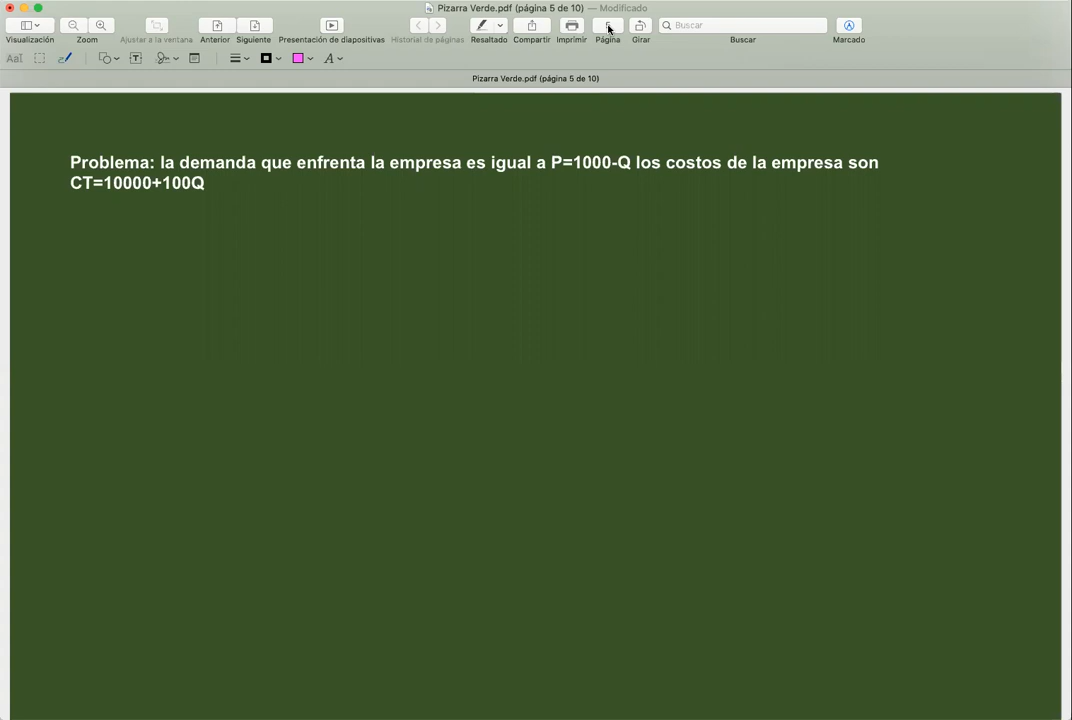 Pizarra Verde.pdf (página 5 de 10) — Modificado
Buscar
Visualización Zoom Ajustar a la ventana Anterior Siguiente Presentación de diapositivas Historial de páginas Resaltado Compartir Imprimir Página Girar Buscar Marcado
AaI A
Pizarra Verde.pdf (página 5 de 10)
Problema: la demanda que enfrenta la empresa es igual a P=1000-Q los costos de la empresa son
CT=10000+100Q